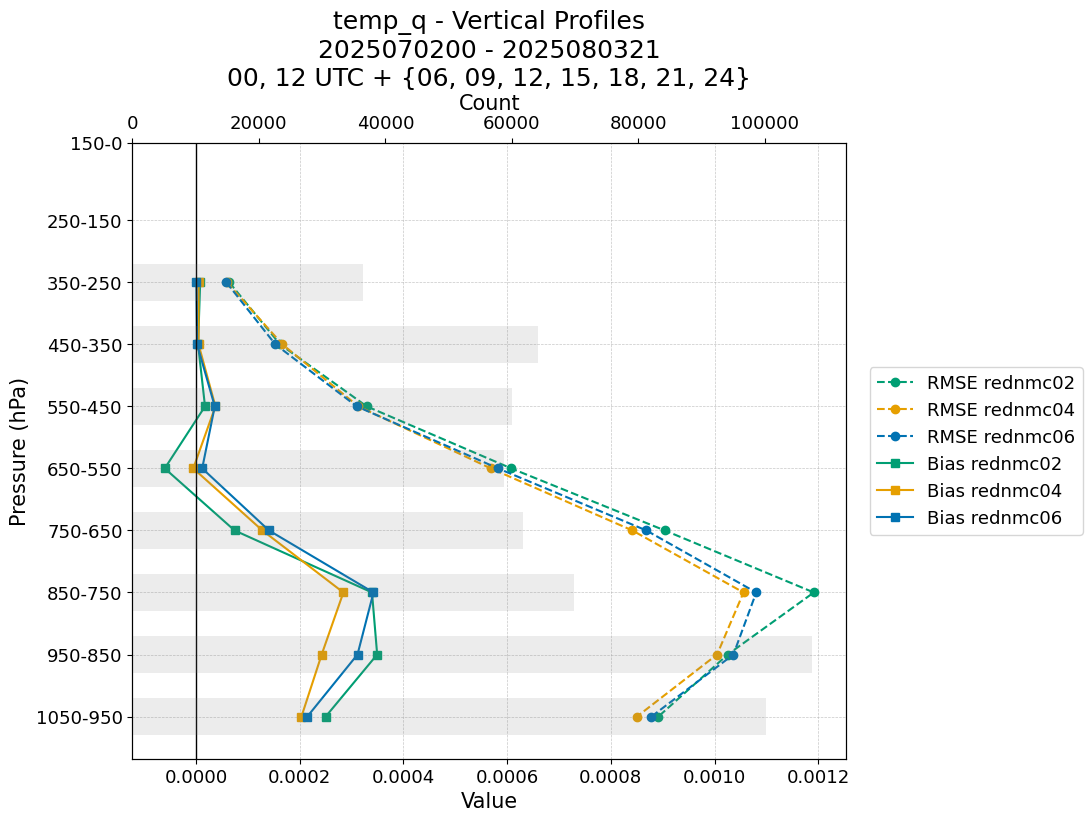 temp_q - Vertical Profiles
2025070200 - 2025080321
00, 12 UTC + {06, 09, 12, 15, 18, 21, 24}
Count
0 20000 40000 60000 80000 100000
150-0
250-150
350-250
450-350
550-450
650-550
750-650
850-750
950-850
1050-950
Pressure (hPa)
0.0000 0.0002 0.0004 0.0006 0.0008 0.0010 0.0012
Value
RMSE rednmc02
RMSE rednmc04
RMSE rednmc06
Bias rednmc02
Bias rednmc04
Bias rednmc06